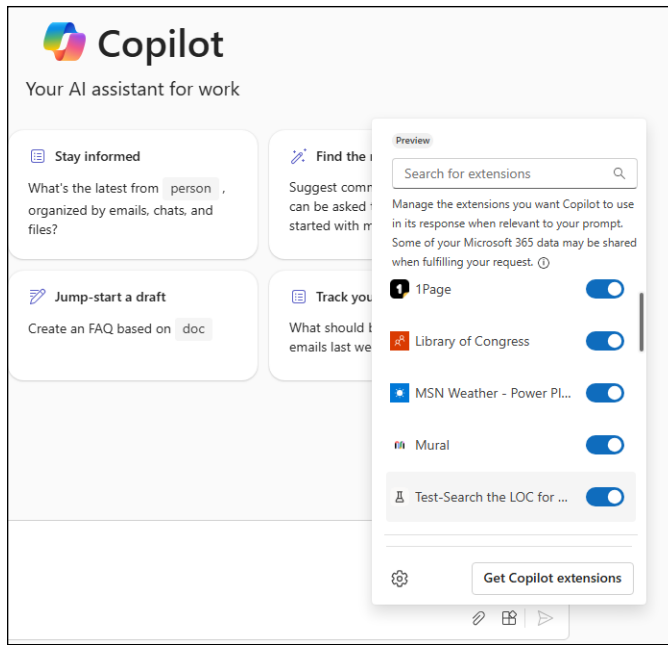 Copilot
Your AI assistant for work
Stay informed
What's the latest from person ,
organized by emails, chats, and
files?
Find the
Suggest comm
can be asked
started with m
Jump-start a draft
Create an FAQ based on doc
Track you
What should
emails last we
Preview
Search for extensions
Manage the extensions you want Copilot to use
in its response when relevant to your prompt.
Some of your Microsoft 365 data may be shared
when fulfilling your request.
1Page
Library of Congress
MSN Weather - Power Pl...
Mural
Test-Search the LOC for ...
Get Copilot extensions